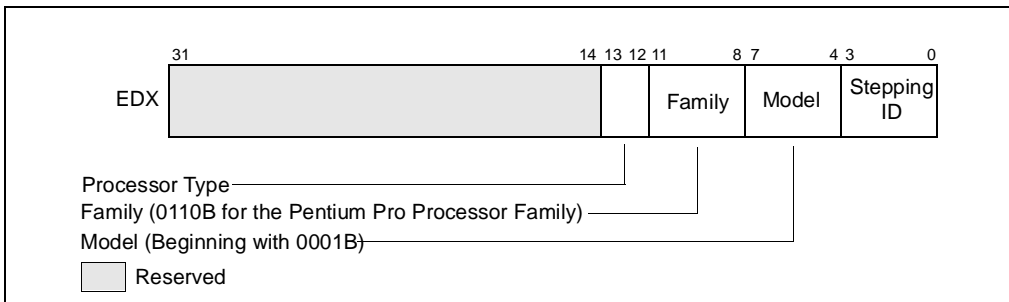 31 14 13 12 11 8 7 4 3 0
EDX Family Model Stepping
ID
Processor Type
Family (0110B for the Pentium Pro Processor Family)
Model (Beginning with 0001B)
Reserved